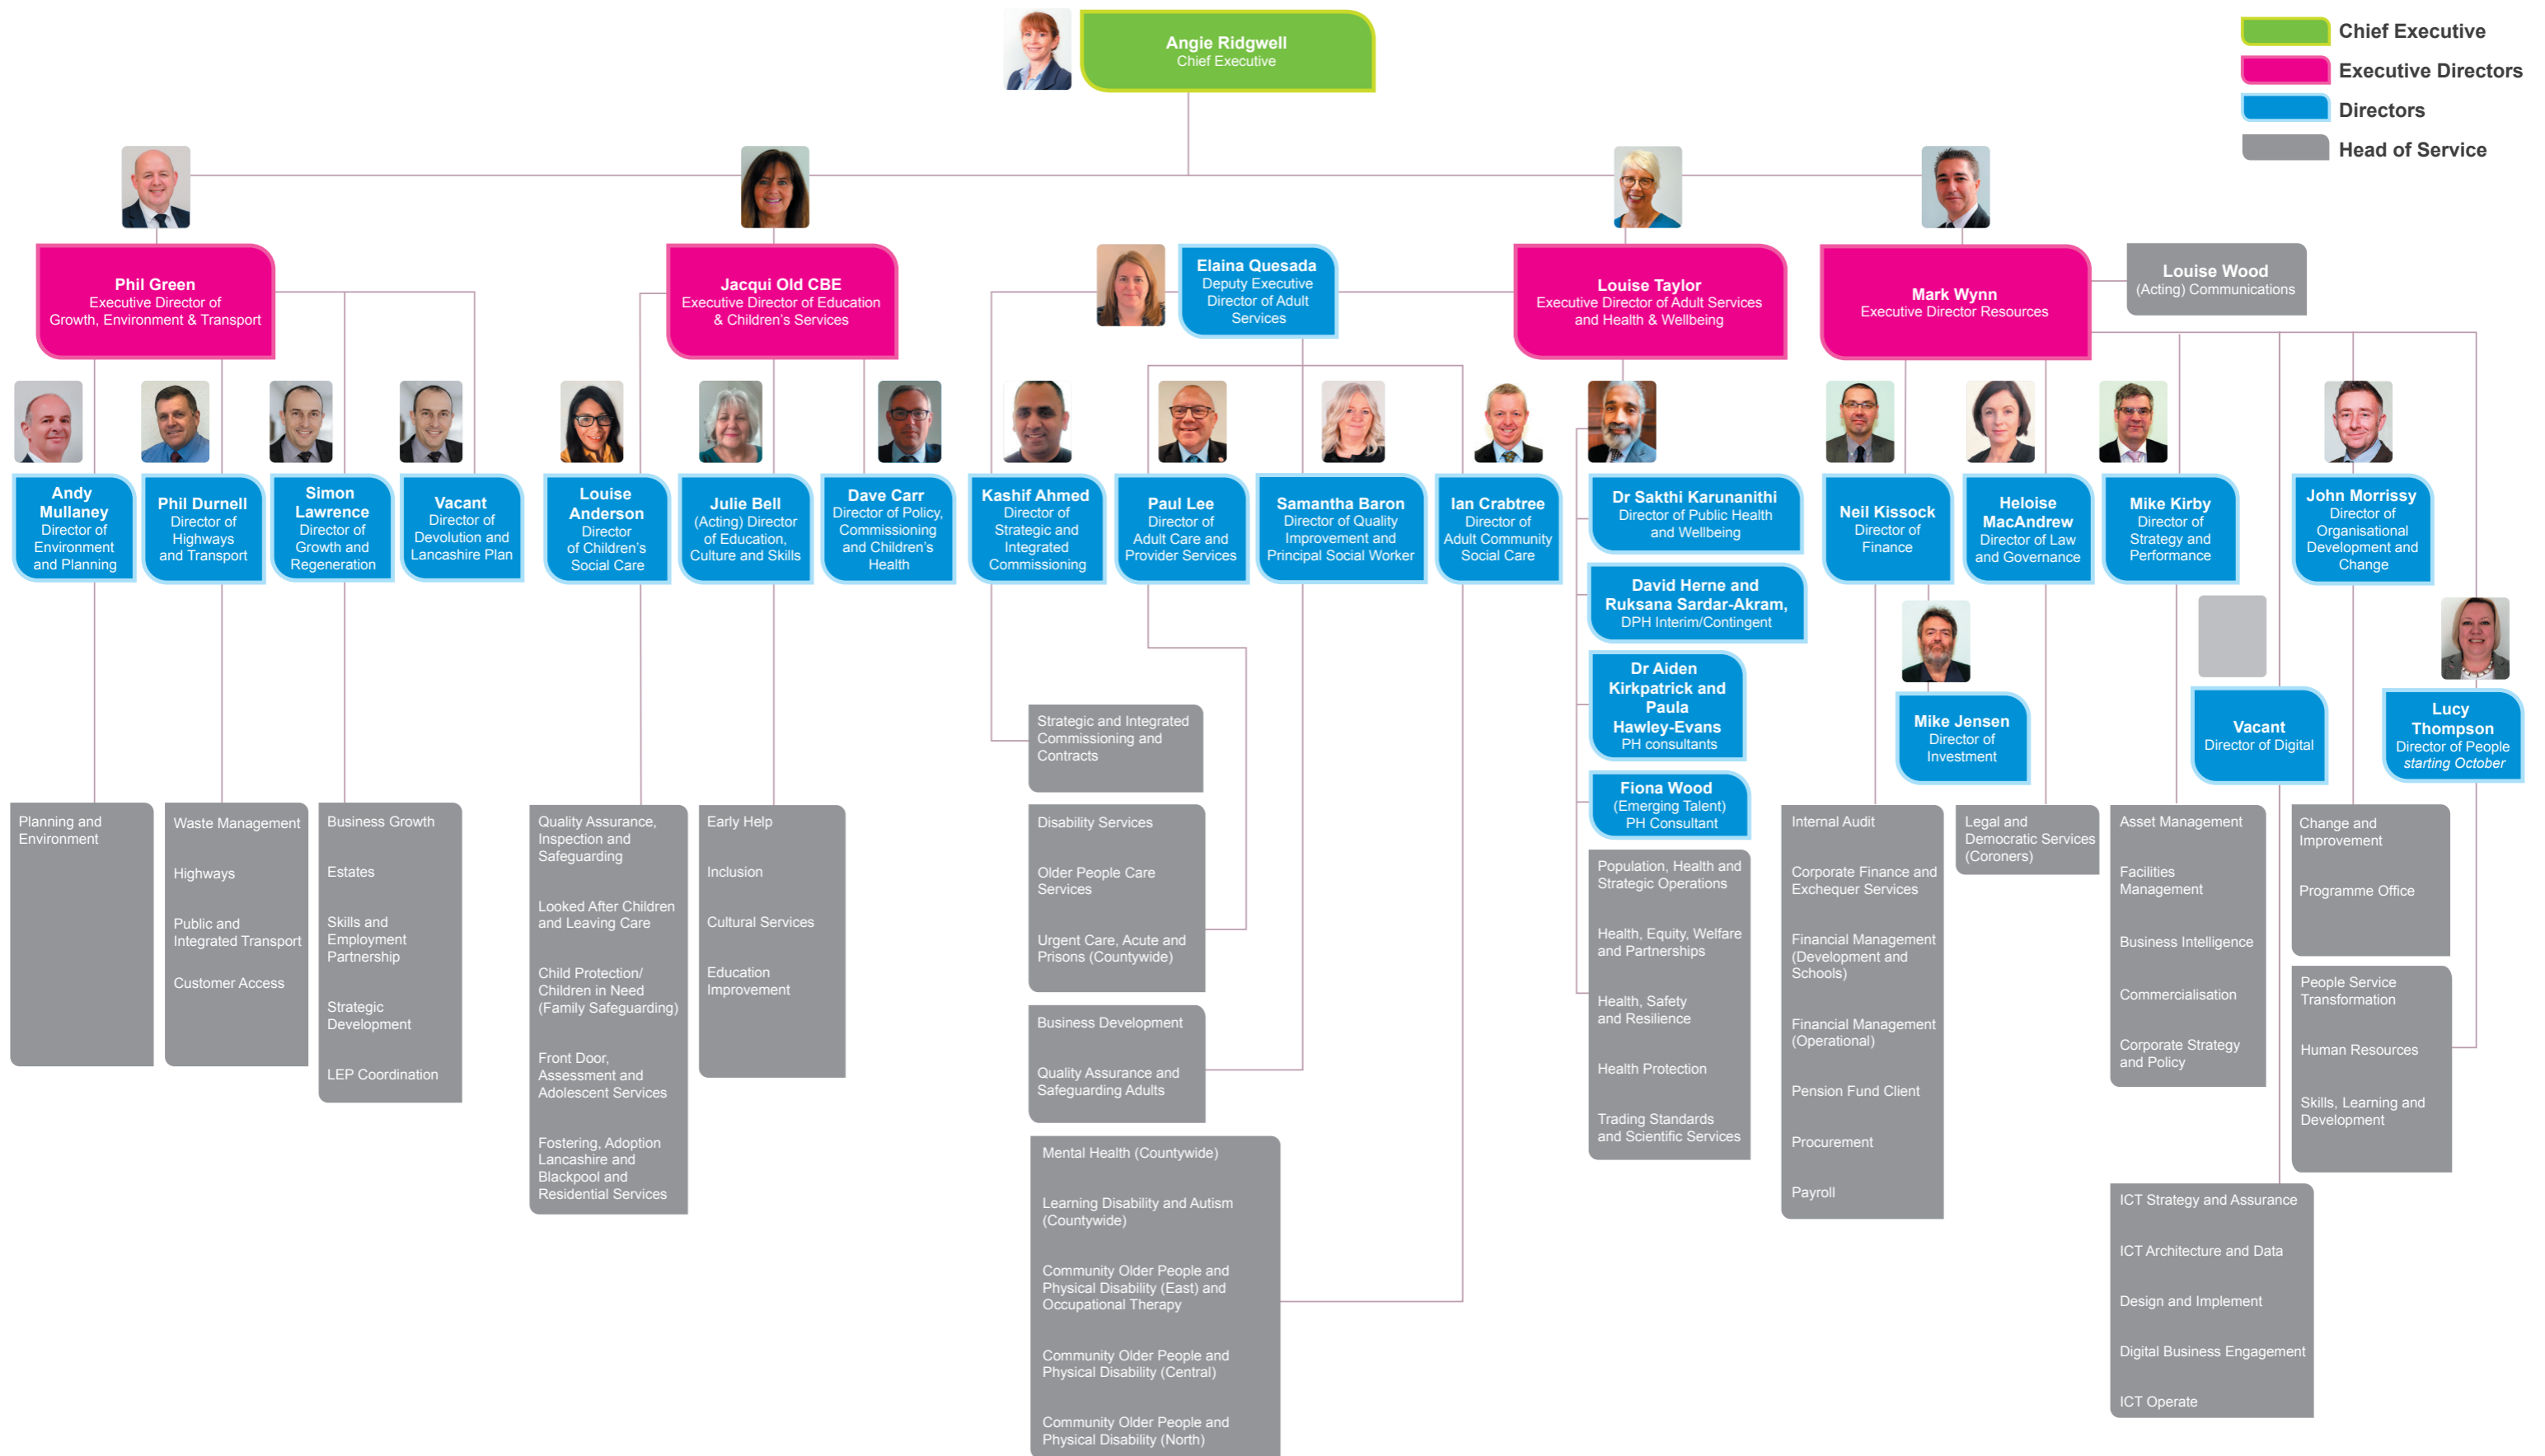 Angie Ridgwell
Chief Executive
Chief Executive
Executive Directors
Directors
Head of Service
Phil Green
Executive Director of
Growth, Environment & Transport
Jacqui Old CBE
Executive Director of Education
& Children's Services
Elaina Quesada
Deputy Executive
Director of Adult
Services
Louise Taylor
Executive Director of Adult Services
and Health & Wellbeing
Mark Wynn
Executive Director Resources
Louise Wood
(Acting) Communications
Andy
Mullaney
Director of
Environment
and Planning
Phil Durnell
Director of
Highways
and Transport
Simon
Lawrence
Director of
Growth and
Regeneration
Vacant
Director of
Devolution and
Lancashire Plan
Louise
Anderson
Director
of Children's
Social Care
Julie Bell
(Acting) Director
of Education,
Culture and Skills
Dave Carr
Director of Policy,
Commissioning
and Children's
Health
Kashif Ahmed
Director of
Strategic and
Integrated
Commissioning
Paul Lee
Director of
Adult Care and
Provider Services
Samantha Baron
Director of Quality
Improvement and
Principal Social Worker
Ian Crabtree
Director of
Adult Community
Social Care
Dr Sakthi Karunanithi
Director of Public Health
and Wellbeing
David Herne and
Ruksana Sardar-Akram,
DPH Interim/Contingent
Dr Aiden
Kirkpatrick and
Paula
Hawley-Evans
PH consultants
Fiona Wood
(Emerging Talent)
PH Consultant
Neil Kissock
Director of
Finance
Heloise
MacAndrew
Director of Law
and Governance
Mike Kirby
Director of
Strategy and
Performance
John Morrissy
Director of
Organisational
Development and
Change
Mike Jensen
Director of
Investment
Vacant
Director of Digital
Lucy
Thompson
Director of People
starting October
Planning and
Environment
Waste Management
Highways
Public and
Integrated Transport
Customer Access
Business Growth
Estates
Skills and
Employment
Partnership
Strategic
Development
LEP Coordination
Quality Assurance,
Inspection and
Safeguarding
Looked After Children
and Leaving Care
Child Protection/
Children in Need
(Family Safeguarding)
Front Door,
Assessment and
Adolescent Services
Fostering, Adoption
Lancashire and
Blackpool and
Residential Services
Early Help
Inclusion
Cultural Services
Education
Improvement
Strategic and Integrated
Commissioning and
Contracts
Disability Services
Older People Care
Services
Urgent Care, Acute and
Prisons (Countywide)
Business Development
Quality Assurance and
Safeguarding Adults
Mental Health (Countywide)
Learning Disability and Autism
(Countywide)
Community Older People and
Physical Disability (East) and
Occupational Therapy
Community Older People and
Physical Disability (Central)
Community Older People and
Physical Disability (North)
Population, Health and
Strategic Operations
Health, Equity, Welfare
and Partnerships
Health, Safety
and Resilience
Health Protection
Trading Standards
and Scientific Services
Internal Audit
Corporate Finance and
Exchequer Services
Financial Management
(Development and
Schools)
Financial Management
(Operational)
Pension Fund Client
Procurement
Payroll
Legal and
Democratic Services
(Coroners)
Asset Management
Facilities
Management
Business Intelligence
Commercialisation
Corporate Strategy
and Policy
Change and
Improvement
Programme Office
People Service
Transformation
Human Resources
Skills, Learning and
Development
ICT Strategy and Assurance
ICT Architecture and Data
Design and Implement
Digital Business Engagement
ICT Operate